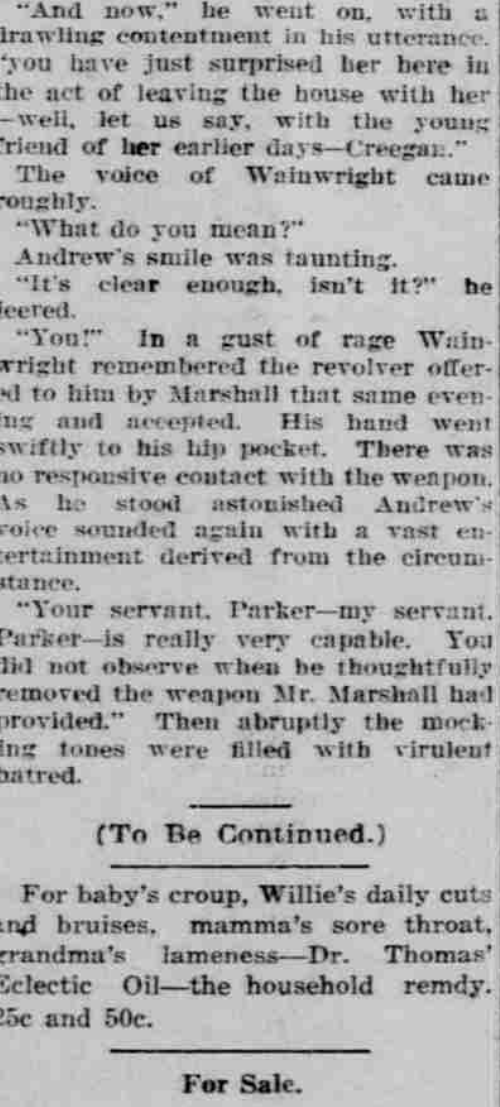 "And now," he went on, with a
drawling contentment in his utterance.
"you have just surprised her here in
the act of leaving the house with her
—well, let us say, with the young
friend of her earlier days—Creegan."
The voice of Wainwright came
roughly.
"What do you mean?"
Andrew's smile was taunting.
"It's clear enough, isn't it?" he
jeered.
"You!" In a gust of rage Wain-
wright remembered the revolver offer-
ed to him by Marshall that same even-
ing and accepted. His hand went
swiftly to his hip pocket. There was
no responsive contact with the weapon.
As he stood astonished Andrew's
voice sounded again with a vast en-
tertainment derived from the circum-
stance.
"Your servant, Parker—my servant,
Parker—is really very capable. You
did not observe when he thoughtfully
removed the weapon Mr. Marshall had
provided." Then abruptly the mock-
ing tones were filled with virulent
hatred.
(To Be Continued.)
For baby's croup, Willie's daily cuts
and bruises, mamma's sore throat,
grandma's lameness—Dr. Thomas'
Eclectic Oil—the household remdy.
25c and 50c.
For Sale.